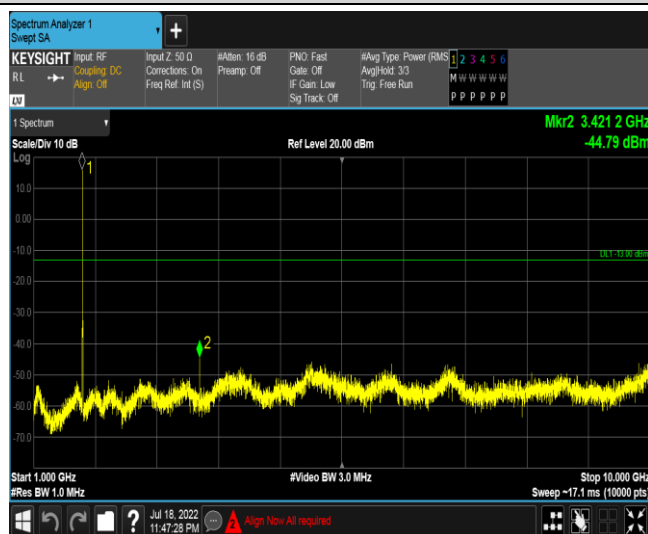 Spectrum Analyzer 1
Swept SA
+
KEYSIGHT
RL
LXI
Input: RF
Coupling: DC
Align: Off
Input Z: 50 Ω
Corrections: On
Freq Ref: Int (S)
#Atten: 16 dB
Preamp: Off
PNO: Fast
Gate: Off
IF Gain: Low
Sig Track: Off
#Avg Type: Power (RMS
Avg|Hold: 3/3
Trig: Free Run
1 2 3 4 5 6
M W W W W W
P P P P P P
1 Spectrum
Mkr2 3.421 2 GHz
Scale/Div 10 dB
Ref Level 20.00 dBm
-44.79 dBm
Log
1
10.0
0.00
-10.0
DL1 -13.00 dBm
-20.0
-30.0
-40.0
2
-50.0
-60.0
-70.0
Start 1.000 GHz
#Video BW 3.0 MHz
Stop 10.000 GHz
#Res BW 1.0 MHz
Sweep ~17.1 ms (10000 pts)
?
Jul 18, 2022
11:47:28 PM
2
Align Now All required